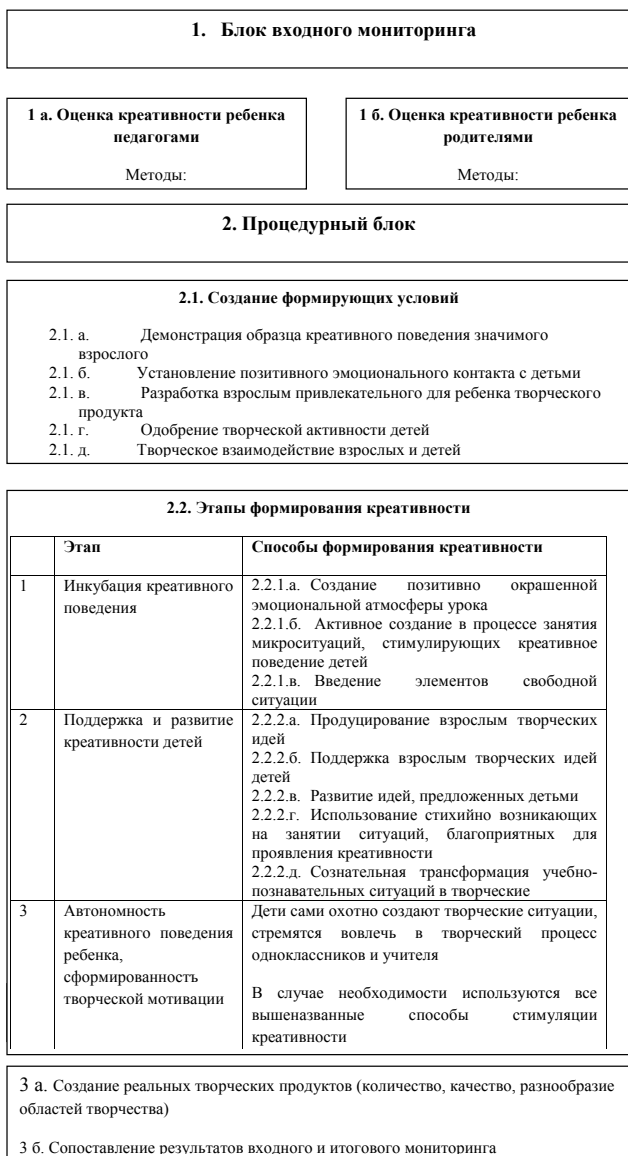 1. Блок входного мониторинга
1 а. Оценка креативности ребенка
педагогами
Методы:
1 б. Оценка креативности ребенка
родителями
Методы:
2. Процедурный блок
2.1. Создание формирующих условий
2.1. а. Демонстрация образца креативного поведения значимого
взрослого
2.1. б. Установление позитивного эмоционального контакта с детьми
2.1. в. Разработка взрослым привлекательного для ребенка творческого
продукта
2.1. г. Одобрение творческой активности детей
2.1. д. Творческое взаимодействие взрослых и детей
2.2. Этапы формирования креативности
Этап
Способы формирования креативности
1
Инкубация креативного
поведения
2.2.1.а. Создание позитивно окрашенной
эмоциональной атмосферы урока
2.2.1.б. Активное создание в процессе занятия
микроситуаций, стимулирующих креативное
поведение детей
2.2.1.в. Введение элементов свободной
ситуации
2
Поддержка и развитие
креативности детей
2.2.2.а. Продуцирование взрослым творческих
идей
2.2.2.б. Поддержка взрослым творческих идей
детей
2.2.2.в. Развитие идей, предложенных детьми
2.2.2.г. Использование стихийно возникающих
на занятии ситуаций, благоприятных для
проявления креативности
2.2.2.д. Сознательная трансформация учебно-
познавательных ситуаций в творческие
3
Автономность
креативного поведения
ребенка,
сформированностъ
творческой мотивации
Дети сами охотно создают творческие ситуации,
стремятся вовлечь в творческий процесс
одноклассников и учителя
В случае необходимости используются все
вышеназванные способы стимуляции
креативности
3 а. Создание реальных творческих продуктов (количество, качество, разнообразие
областей творчества)
3 б. Сопоставление результатов входного и итогового мониторинга